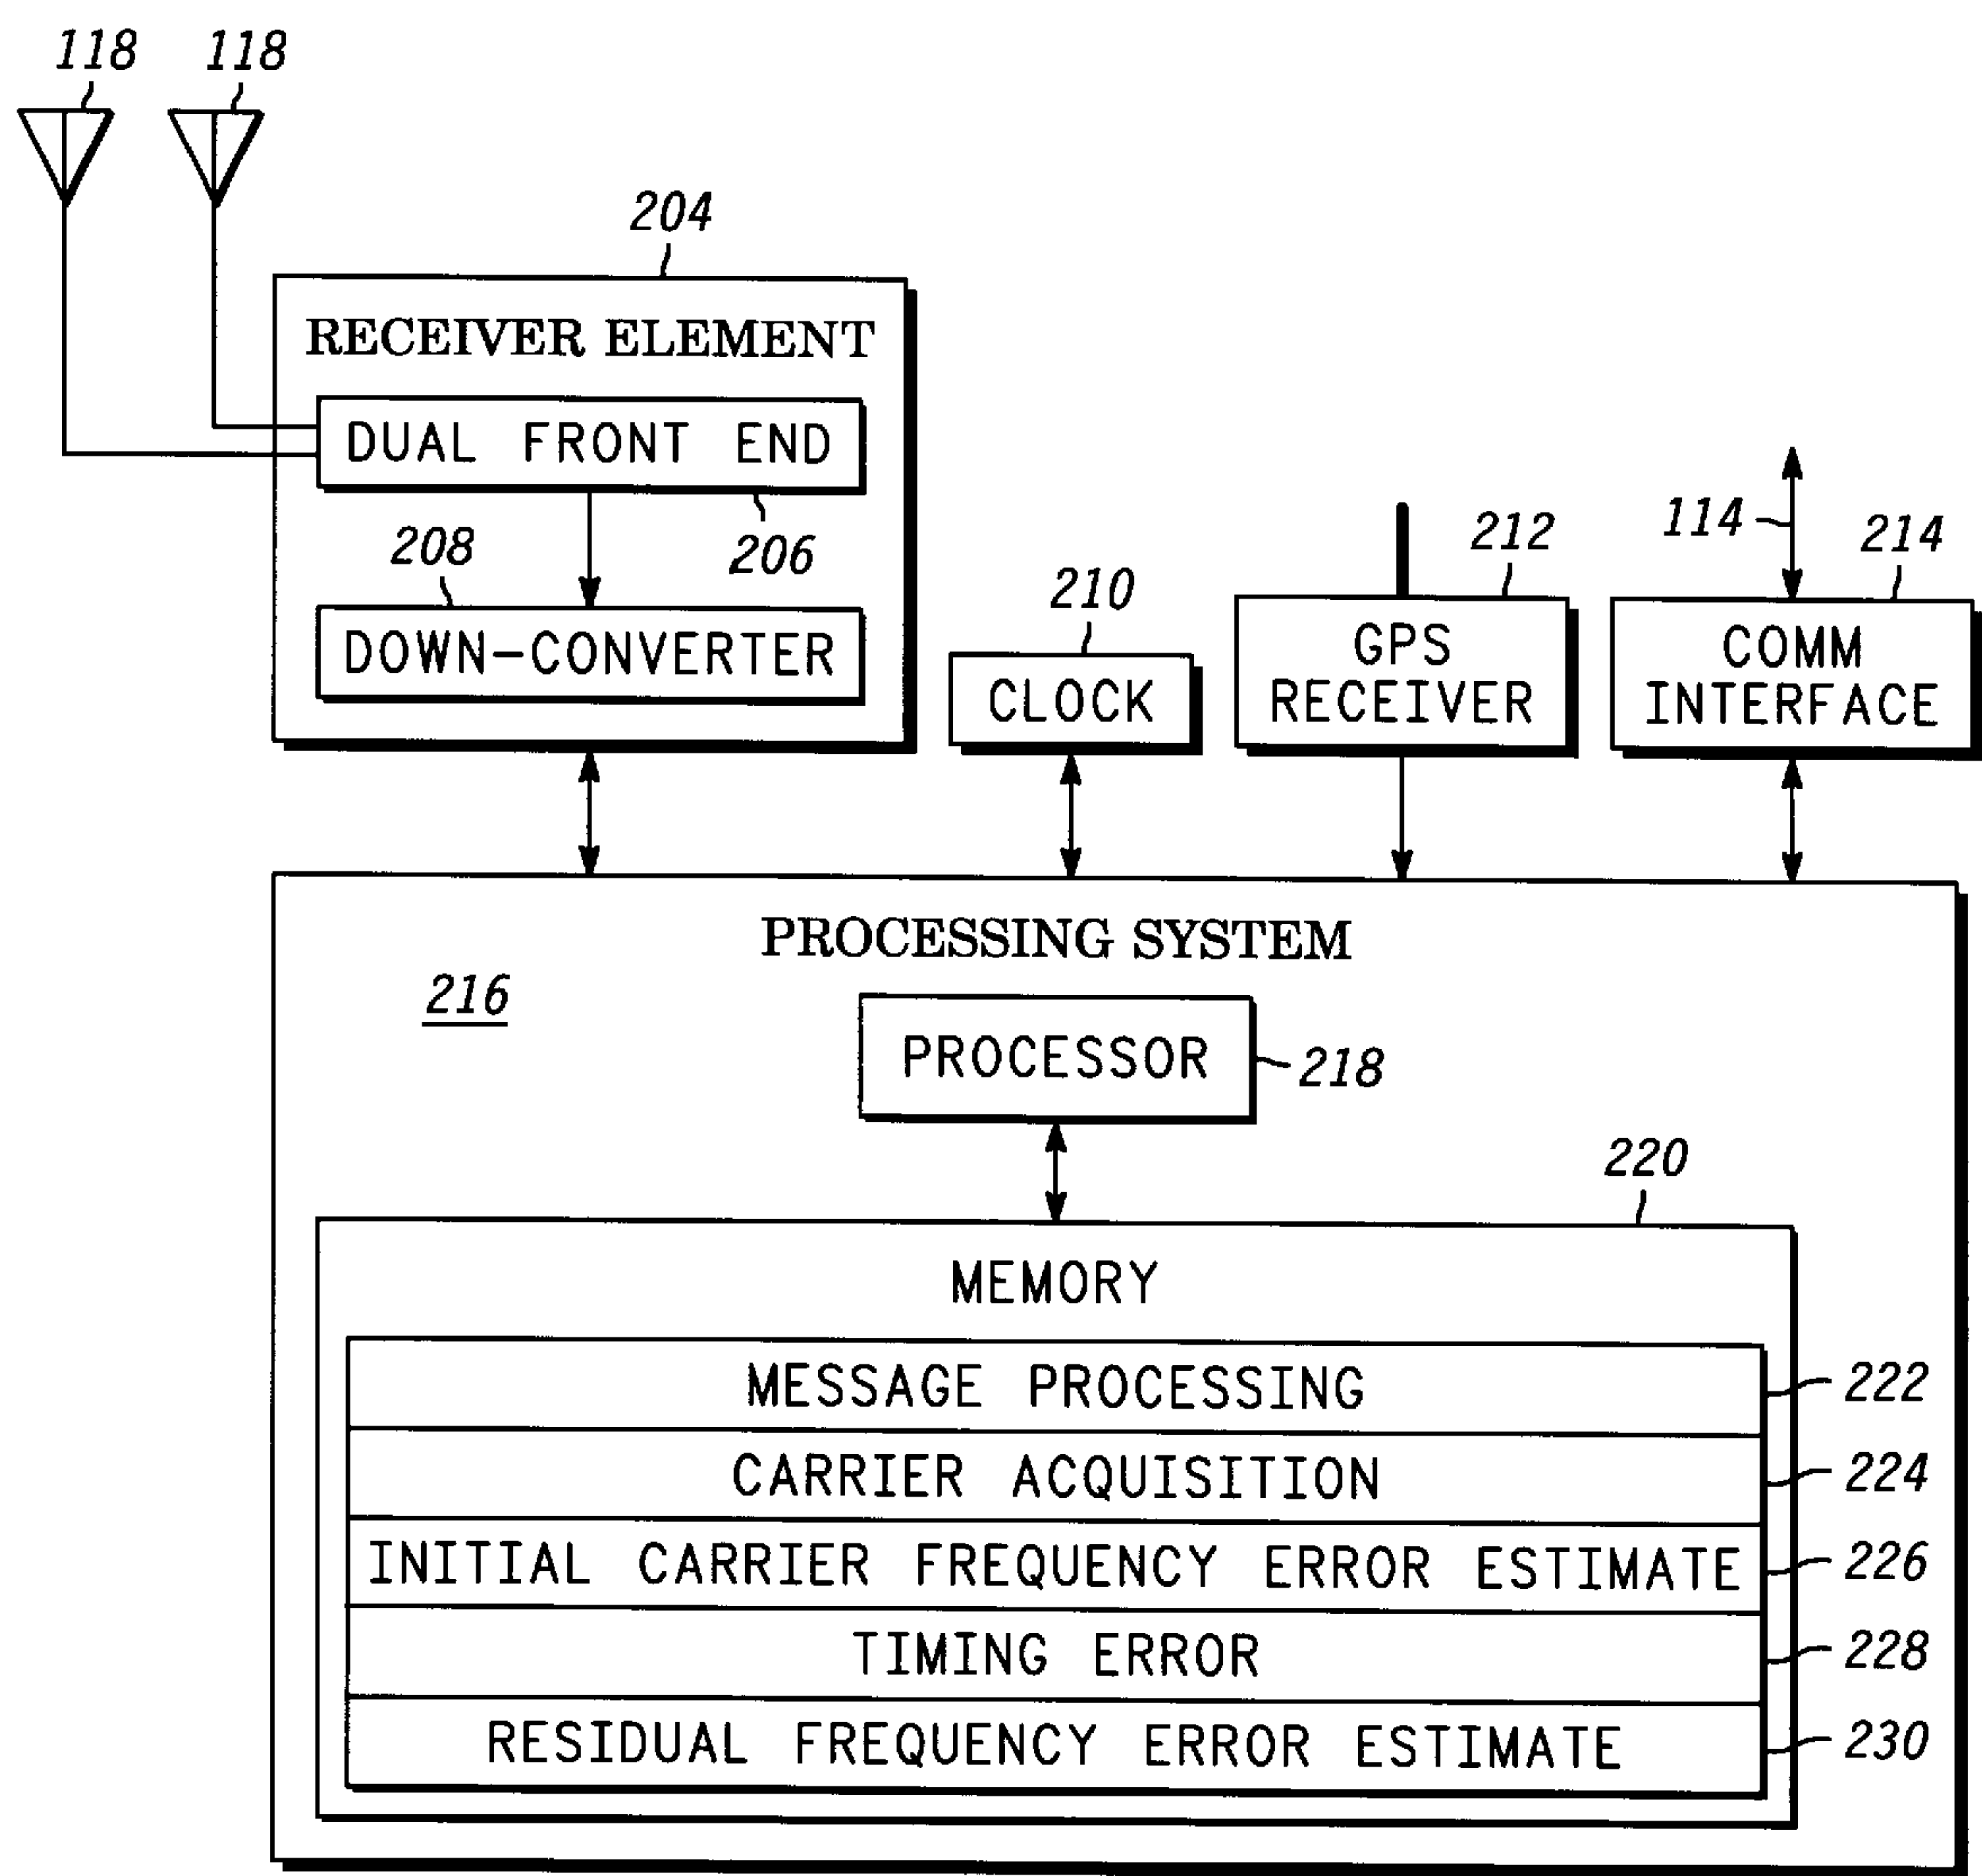 118 118
204
RECEIVER ELEMENT
DUAL FRONT END
208 206
DOWN-CONVERTER
210
CLOCK
212
GPS
RECEIVER
114
214
COMM
INTERFACE
PROCESSING SYSTEM
216
PROCESSOR
218
220
MEMORY
MESSAGE PROCESSING 222
CARRIER ACQUISITION 224
INITIAL CARRIER FREQUENCY ERROR ESTIMATE 226
TIMING ERROR 228
RESIDUAL FREQUENCY ERROR ESTIMATE 230